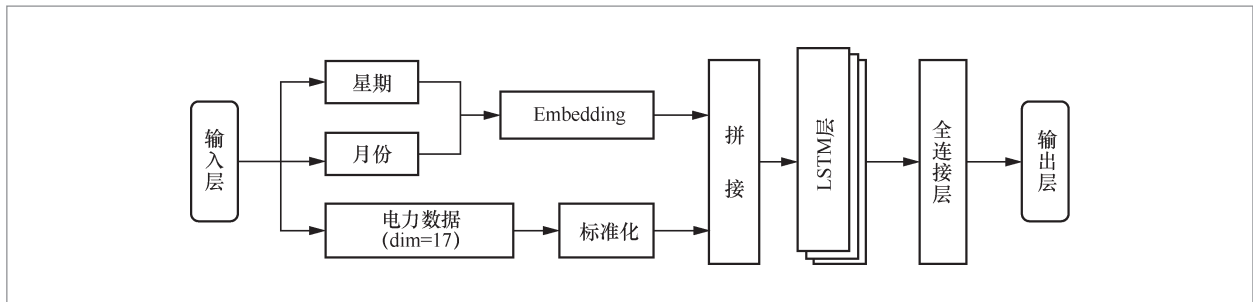 输入层
星期
月份
电力数据
(dim=17)
Embedding
标准化
拼接
LSTM层
全连接层
输出层